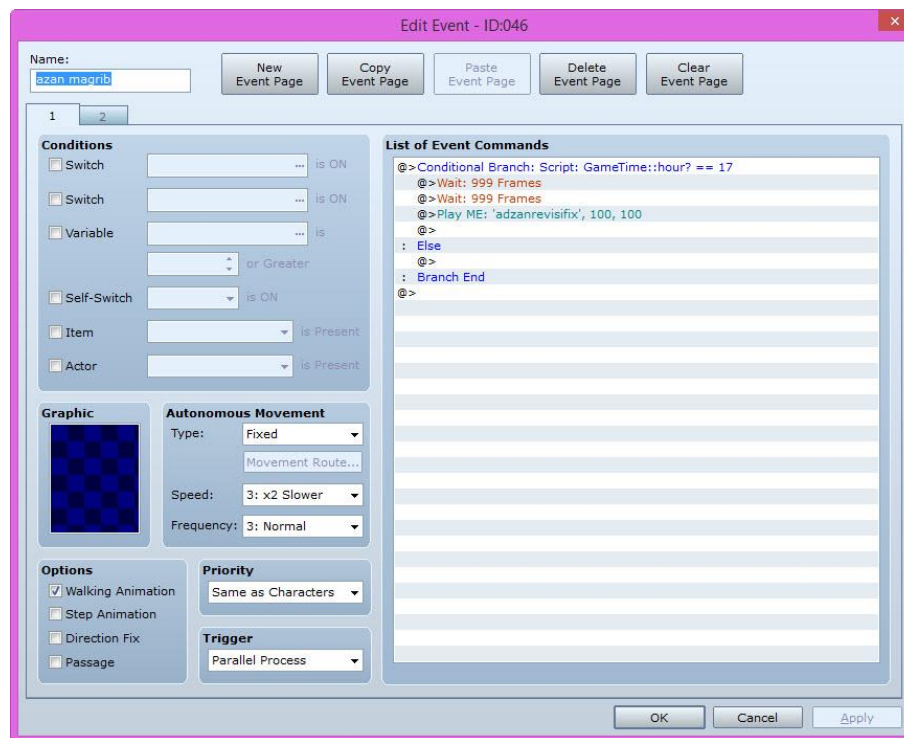 Edit Event - ID:046
Name:
azan magrib
New
Event Page
Copy
Event Page
Paste
Event Page
Delete
Event Page
Clear
Event Page
1
2
Conditions
Switch ... is ON
Switch ... is ON
Variable ... is
or Greater
Self-Switch is ON
Item is Present
Actor is Present
Graphic
Autonomous Movement
Type: Fixed
Movement Route...
Speed: 3: x2 Slower
Frequency: 3: Normal
Options
Walking Animation
Step Animation
Direction Fix
Passage
Priority
Same as Characters
Trigger
Parallel Process
List of Event Commands
@>Conditional Branch: Script: GameTime::hour? == 17
@>Wait: 999 Frames
@>Wait: 999 Frames
@>Play ME: 'adzanrevisifix', 100, 100
@>
: Else
@>
: Branch End
@>
OK
Cancel
Apply